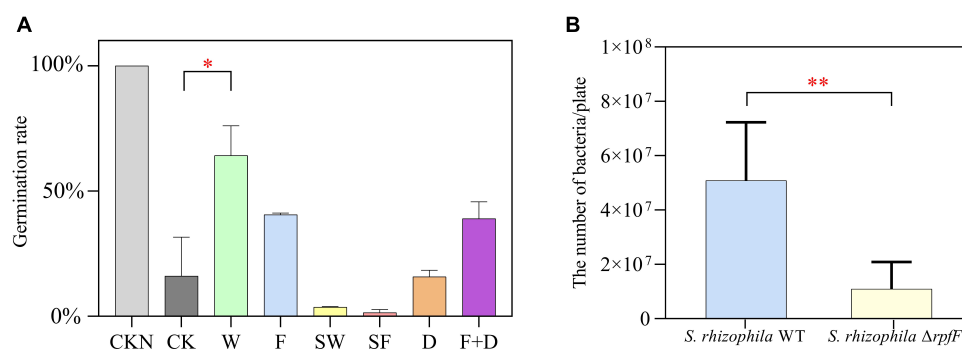 A
Germination rate
100%
50%
0%
*
CKN CK W F SW SF D F+D
B
The number of bacteria/plate
1×10⁸
8×10⁷
6×10⁷
4×10⁷
2×10⁷
0
**
S. rhizophila WT S. rhizophila ΔrpfF